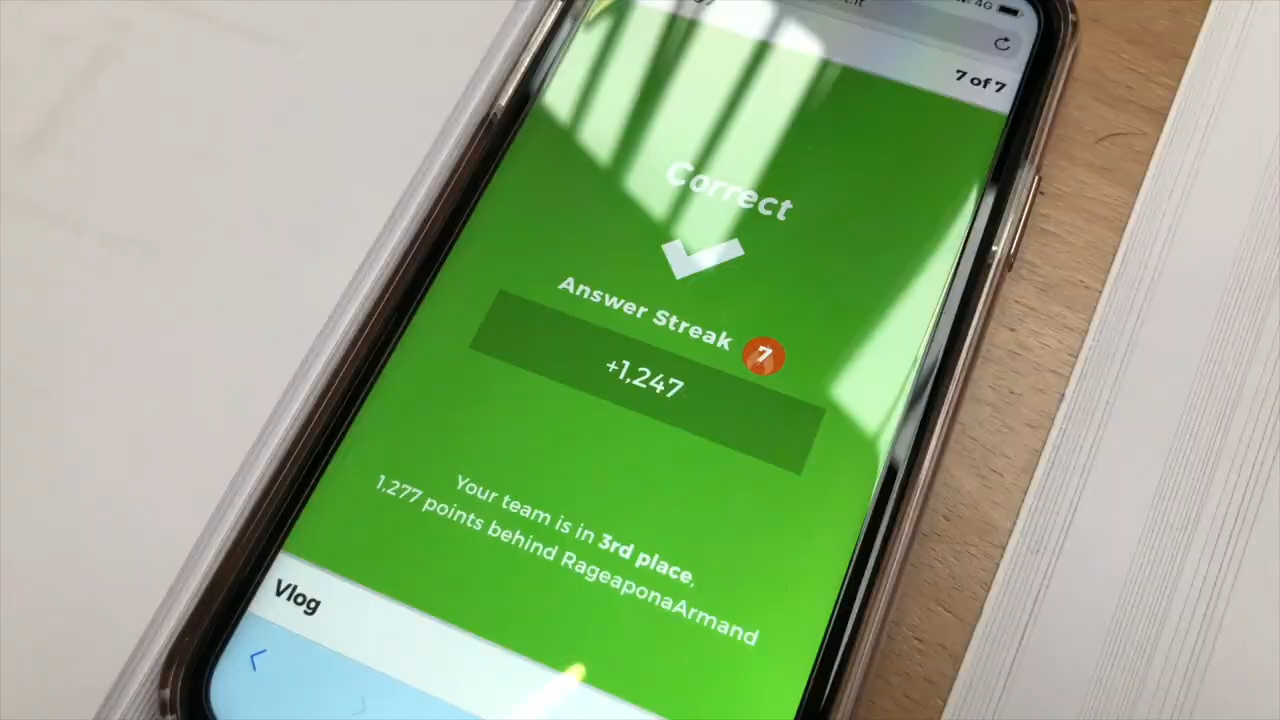 4G
7 of 7
Correct
Answer Streak 7
+1,247
Your team is in 3rd place,
1,277 points behind RageaponaArmand
Vlog